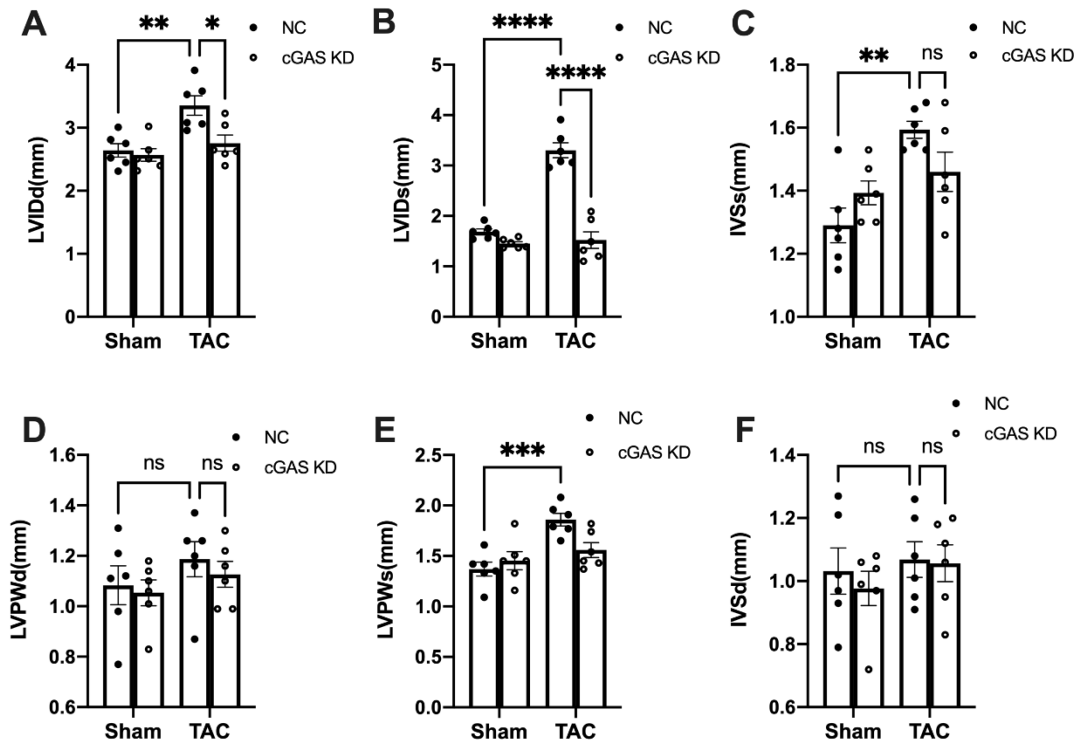 A
** *
NC
cGAS KD
LVIDd(mm)
4
3
2
1
0
Sham TAC
B
****
****
NC
cGAS KD
LVIDs(mm)
5
4
3
2
1
0
Sham TAC
C
** ns
NC
cGAS KD
IVSs(mm)
1.8
1.6
1.4
1.2
1.0
Sham TAC
D
ns ns
NC
cGAS KD
LVPWd(mm)
1.6
1.4
1.2
1.0
0.8
0.6
Sham TAC
E
***
NC
cGAS KD
LVPWs(mm)
2.5
2.0
1.5
1.0
0.5
0.0
Sham TAC
F
ns ns
NC
cGAS KD
IVSd(mm)
1.4
1.2
1.0
0.8
0.6
Sham TAC